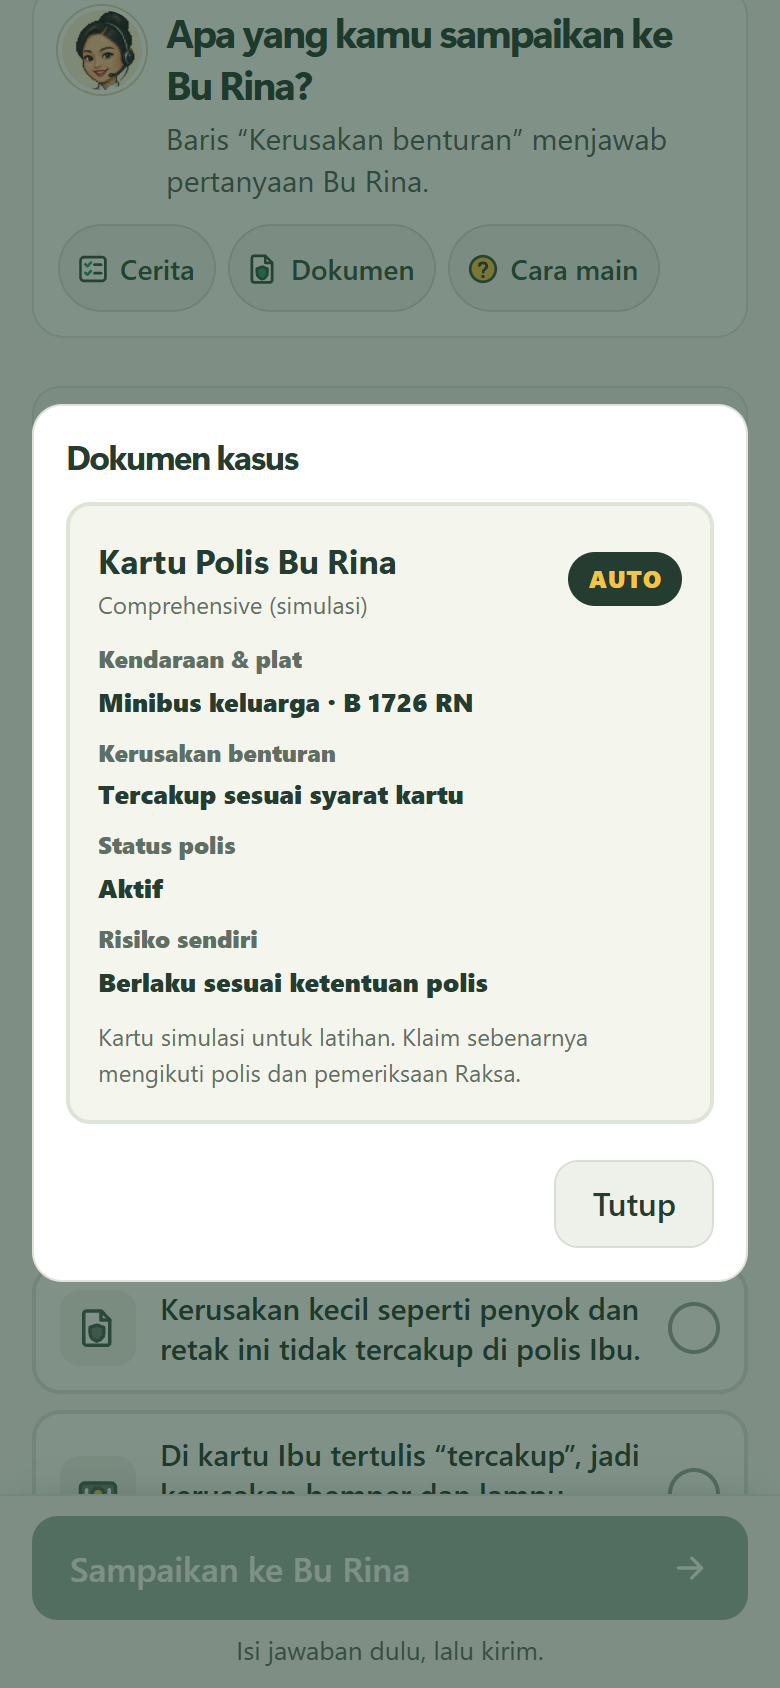 Apa yang kamu sampaikan ke
Bu Rina?
Baris “Kerusakan benturan” menjawab
pertanyaan Bu Rina.
Cerita
Dokumen
Cara main
Dokumen kasus
Kartu Polis Bu Rina
AUTO
Comprehensive (simulasi)
Kendaraan & plat
Minibus keluarga · B 1726 RN
Kerusakan benturan
Tercakup sesuai syarat kartu
Status polis
Aktif
Risiko sendiri
Berlaku sesuai ketentuan polis
Kartu simulasi untuk latihan. Klaim sebenarnya
mengikuti polis dan pemeriksaan Raksa.
Tutup
Kerusakan kecil seperti penyok dan
retak ini tidak tercakup di polis Ibu.
Di kartu Ibu tertulis “tercakup”, jadi
kerusakan bemper dan lampu
Sampaikan ke Bu Rina
Isi jawaban dulu, lalu kirim.